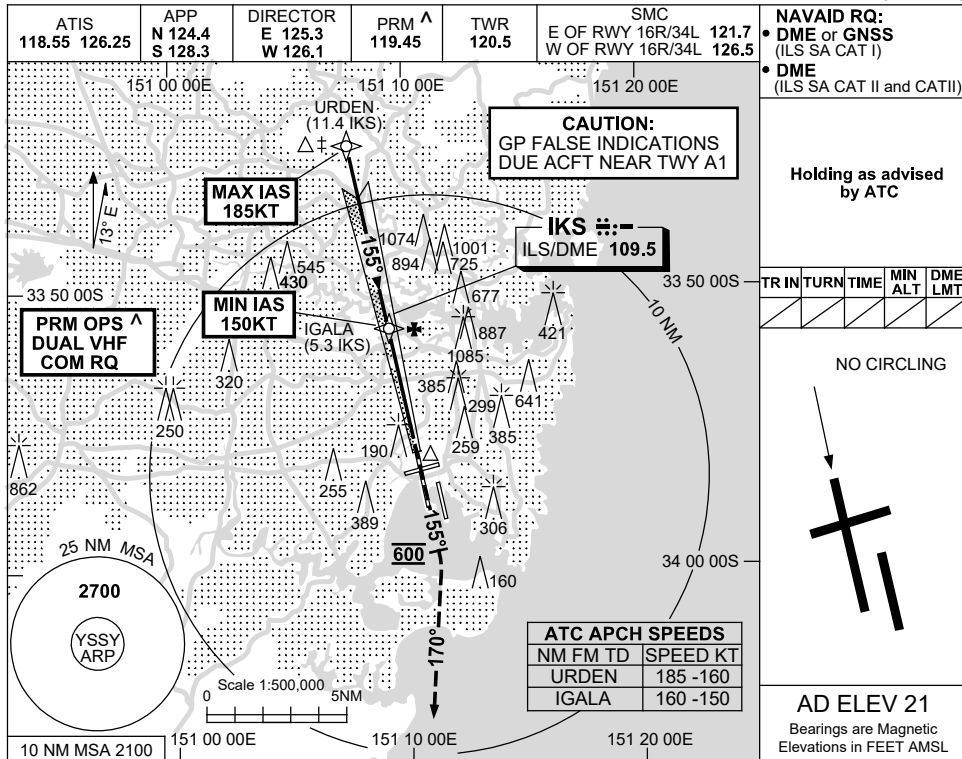 ATIS
118.55 126.25
APP
N 124.4
S 128.3
DIRECTOR
E 125.3
W 126.1
PRM ^
119.45
TWR
120.5
SMC
E OF RWY 16R/34L 121.7
W OF RWY 16R/34L 126.5
NAVAID RQ:
• DME or GNSS
(ILS SA CAT I)
• DME
(ILS SA CAT II and CATII)
Holding as advised
by ATC
TR IN TURN TIME MIN ALT DME LMT
NO CIRCLING
AD ELEV 21
Bearings are Magnetic
Elevations in FEET AMSL
151 00 00E
151 10 00E
151 20 00E
URDEN
(11.4 IKS)
‡
CAUTION:
GP FALSE INDICATIONS
DUE ACFT NEAR TWY A1
MAX IAS
185KT
13° E
155°
IKS
ILS/DME 109.5
1074
1001
894
725
545
430
677
33 50 00S
MIN IAS
150KT
IGALA
(5.3 IKS)
PRM OPS ^
DUAL VHF
COM RQ
10 NM
421
887
1085
320
385
641
299
250
385
190
259
862
255
389
306
155°
600
34 00 00S
160
170°
25 NM MSA
2700
YSSY
ARP
Scale 1:500,000
0 5NM
ATC APCH SPEEDS
NM FM TD SPEED KT
URDEN 185 -160
IGALA 160 -150
10 NM MSA 2100
151 00 00E
151 10 00E
151 20 00E